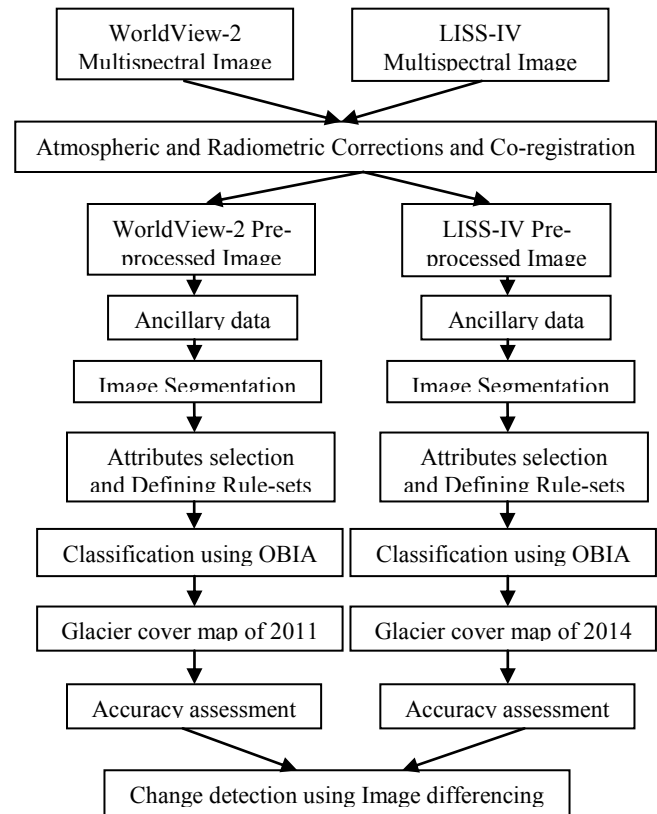 WorldView-2
Multispectral Image
LISS-IV
Multispectral Image
Atmospheric and Radiometric Corrections and Co-registration
WorldView-2 Pre-
processed Image
LISS-IV Pre-
processed Image
Ancillary data
Ancillary data
Image Segmentation
Image Segmentation
Attributes selection
and Defining Rule-sets
Attributes selection
and Defining Rule-sets
Classification using OBIA
Classification using OBIA
Glacier cover map of 2011
Glacier cover map of 2014
Accuracy assessment
Accuracy assessment
Change detection using Image differencing